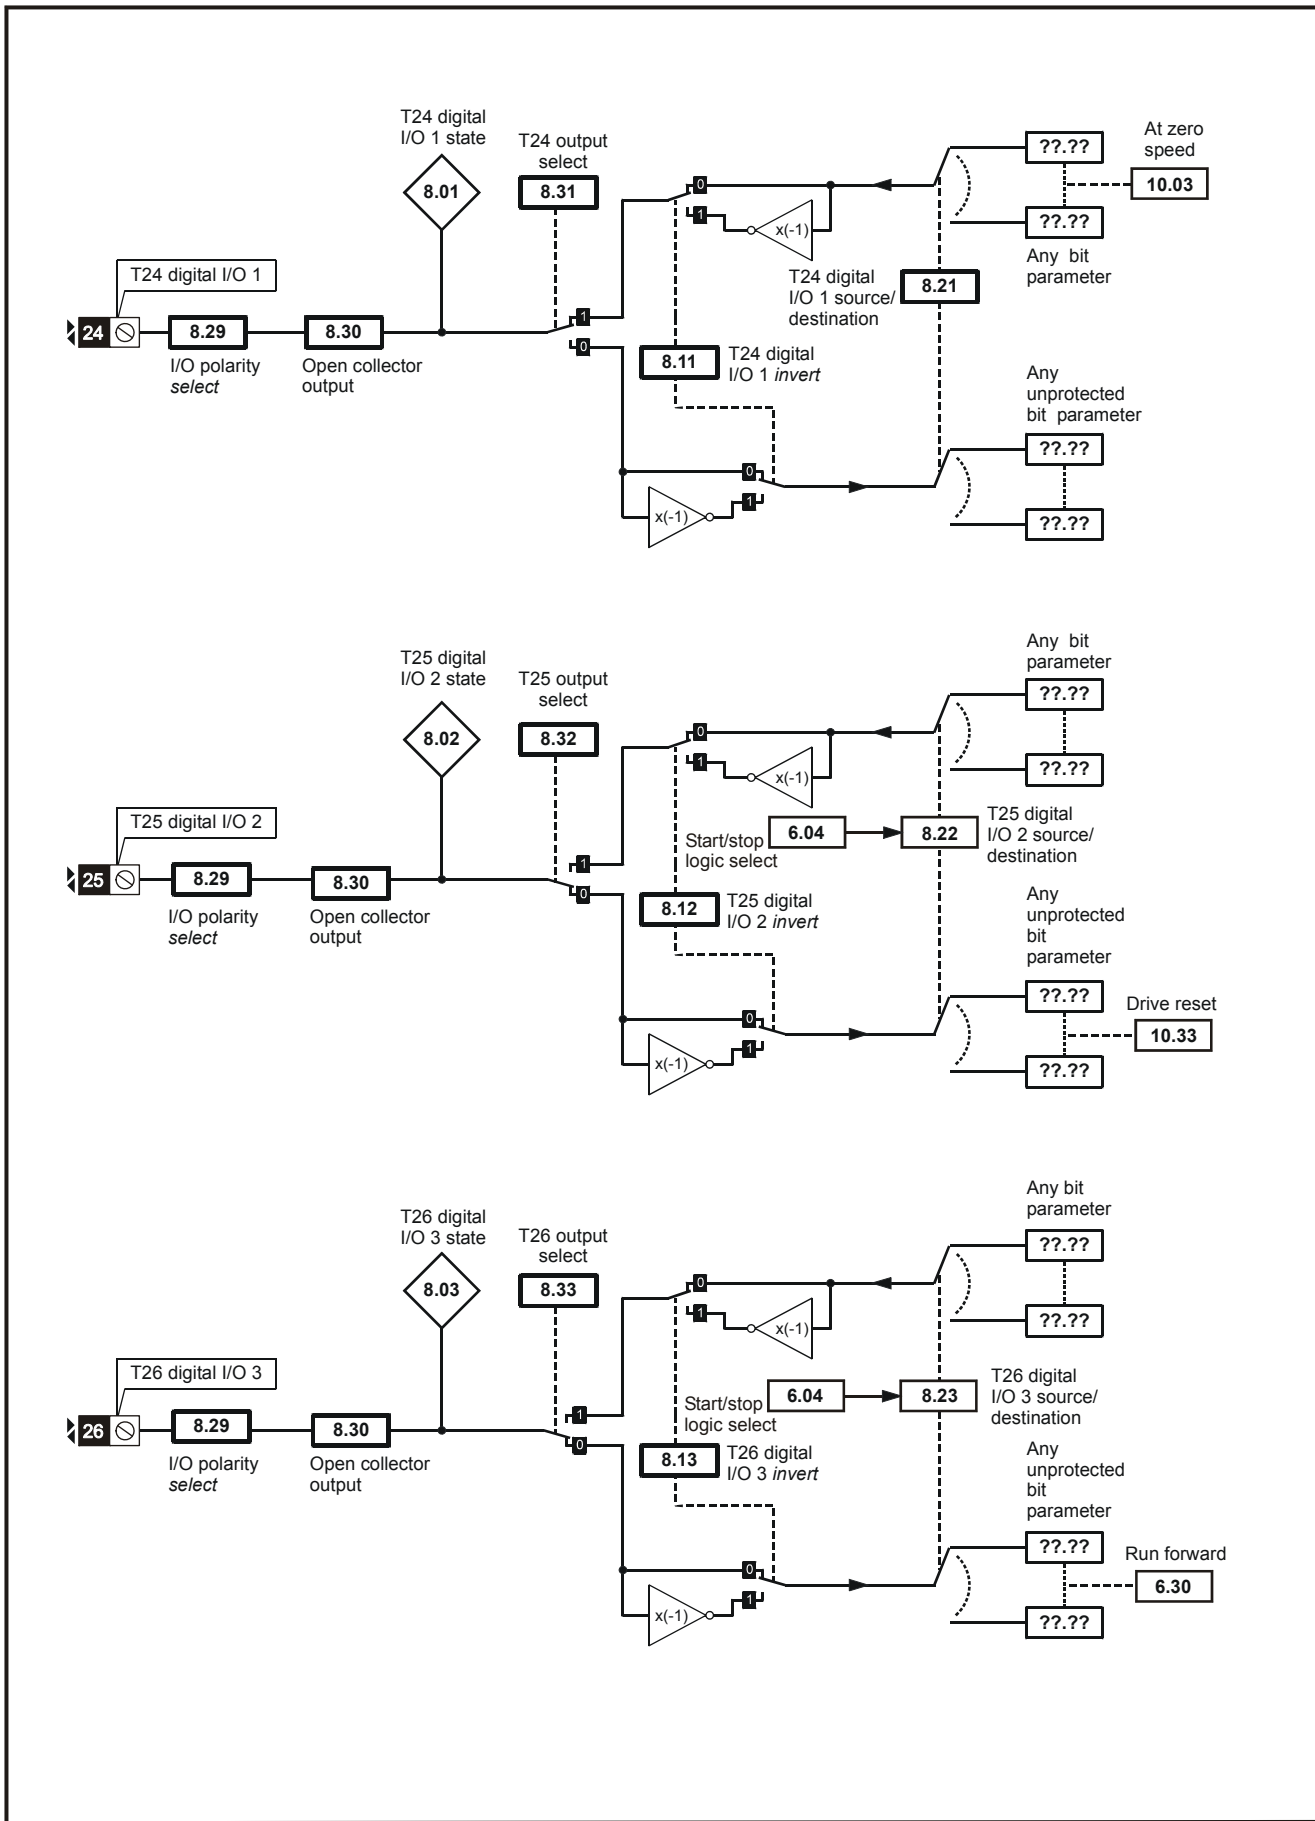 T24 digital
I/O 1 state
8.01
T24 output
select
8.31
0
1
x(-1)
??.??
??.??
At zero
speed
10.03
Any bit
parameter
T24 digital
I/O 1 source/
destination
8.21
T24 digital I/O 1
24
8.29
I/O polarity
select
8.30
Open collector
output
1
0
8.11
T24 digital
I/O 1 invert
Any
unprotected
bit parameter
??.??
??.??
0
1
x(-1)
T25 digital
I/O 2 state
8.02
T25 output
select
8.32
0
1
x(-1)
Any bit
parameter
??.??
??.??
Start/stop
logic select
6.04
8.22
T25 digital
I/O 2 source/
destination
T25 digital I/O 2
25
8.29
I/O polarity
select
8.30
Open collector
output
1
0
8.12
T25 digital
I/O 2 invert
Any
unprotected
bit
parameter
??.??
??.??
Drive reset
10.33
0
1
x(-1)
T26 digital
I/O 3 state
8.03
T26 output
select
8.33
0
1
x(-1)
Any bit
parameter
??.??
??.??
Start/stop
logic select
6.04
8.23
T26 digital
I/O 3 source/
destination
T26 digital I/O 3
26
8.29
I/O polarity
select
8.30
Open collector
output
1
0
8.13
T26 digital
I/O 3 invert
Any
unprotected
bit
parameter
??.??
??.??
Run forward
6.30
0
1
x(-1)